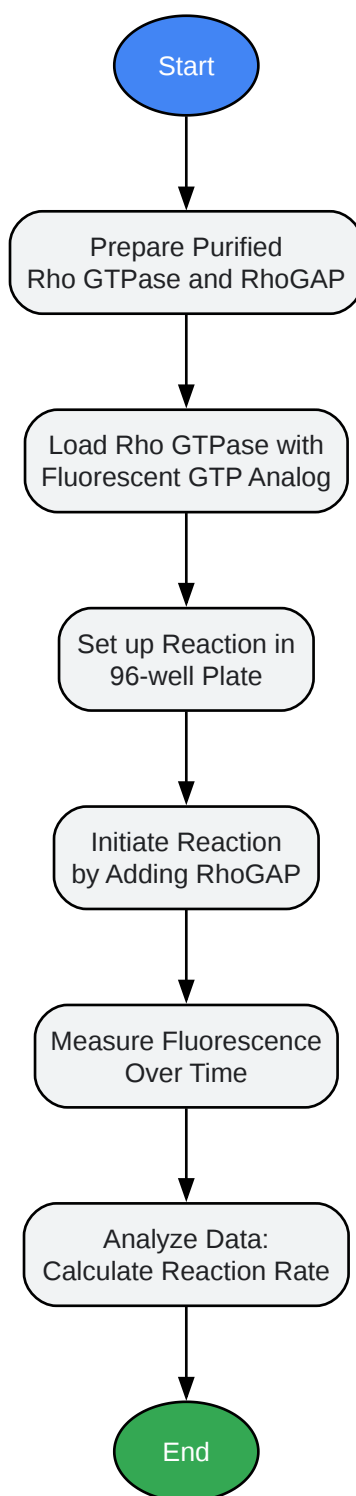 Start
Prepare Purified
Rho GTPase and RhoGAP
Load Rho GTPase with
Fluorescent GTP Analog
Set up Reaction in
96-well Plate
Initiate Reaction
by Adding RhoGAP
Measure Fluorescence
Over Time
Analyze Data:
Calculate Reaction Rate
End